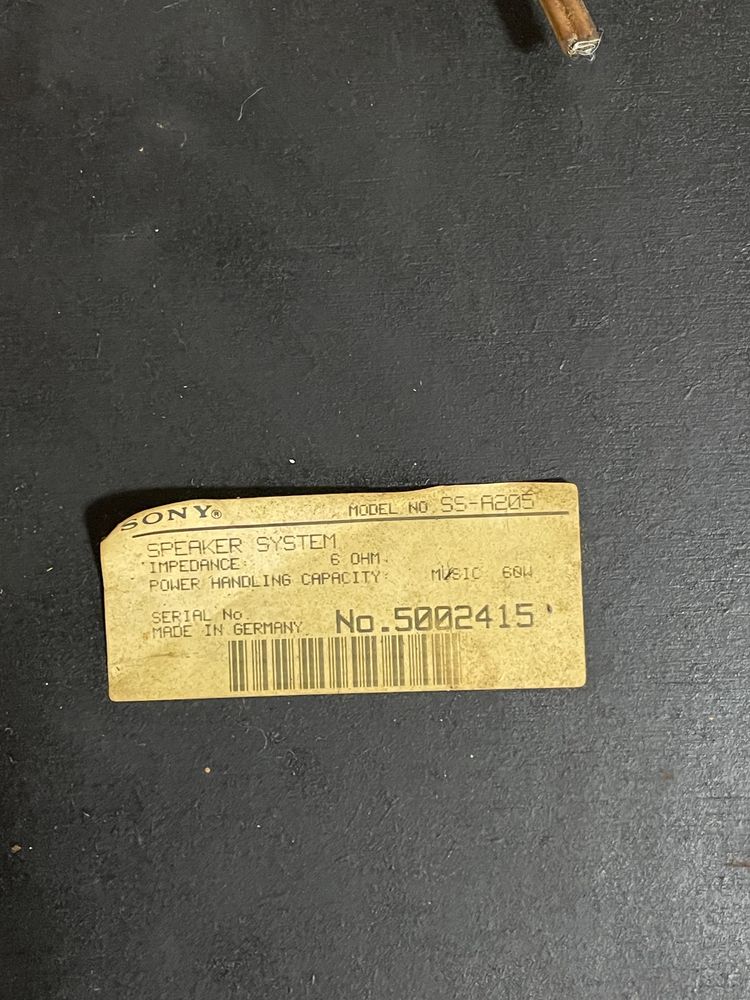 SONY® MODEL NO SS-A205
SPEAKER SYSTEM
IMPEDANCE: 6 OHM
POWER HANDLING CAPACITY: MUSIC 60W
SERIAL No
MADE IN GERMANY No.5002415